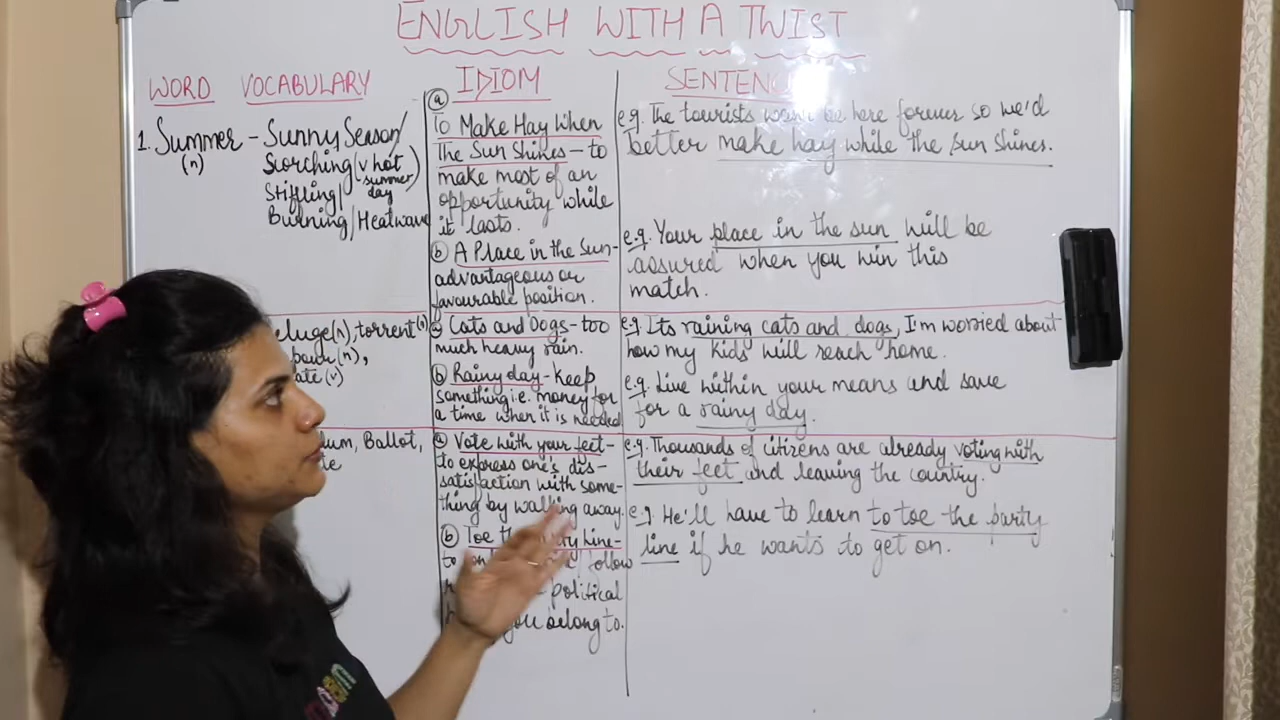 ENGLISH WITH A TWIST
WORD VOCABULARY IDIOM
1. Summer - Sunny Season/
(n) Scorching (v hot
Stiffling/ summer day)
Burning/Heatwave
(a)
To Make Hay When
The Sun Shines - to
make most of an
opportunity while
it lasts.
(b) A Place in the Sun-
advantageous or
favourable position.
e.g. The tourists be here forever so we'd
better make hay while the sun shines.
e.g. Your place in the sun will be
assured when you win this
match.
torrent
Cats and Dogs - too
much heavy rain.
(b) Rainy day - keep
something i.e. money for
a time when it is needed
e.g. Its raining cats and dogs, I'm worried about
how my kids will reach home.
e.g. Live within your means and save
for a rainy day.
Ballot,
(a) Vote with your feet -
to express one's dis-
satisfaction with some-
thing by walking away.
(b) Toe Line -
to
political
you belong to.
e.g. Thousands of citizens are already voting with
their feet and leaving the country.
e.g. He'll have to learn to toe the party
line if he wants to get on.